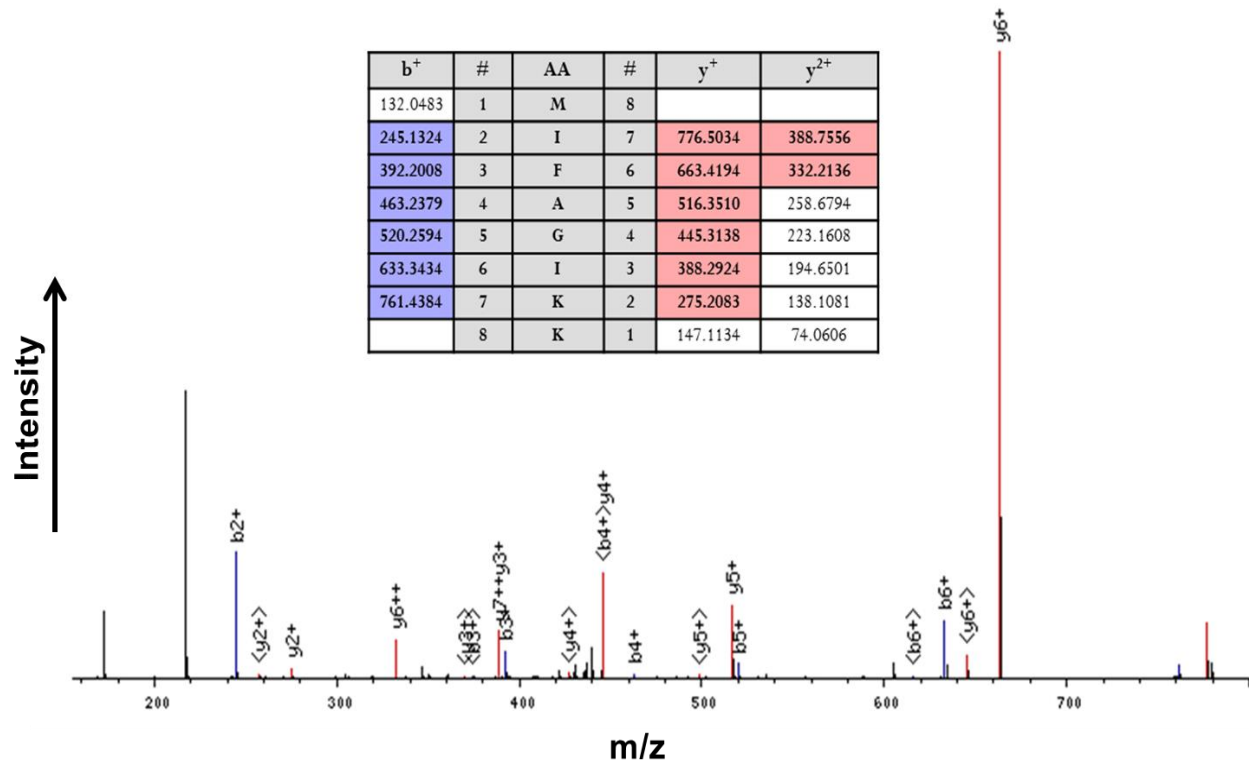 y6+
b+ # AA # y+ y2+
132.0483 1 M 8
245.1324 2 I 7 776.5034 388.7556
392.2008 3 F 6 663.4194 332.2136
463.2379 4 A 5 516.3510 258.6794
520.2594 5 G 4 445.3138 223.1608
633.3434 6 I 3 388.2924 194.6501
761.4384 7 K 2 275.2083 138.1081
8 K 1 147.1134 74.0606
Intensity
b2+
<y2+>
y2+
y6++
<y3+>
<b3+>
y7++y3+
b3+
<y4+>
<b4+>y4+
b4+
<y5+>
y5+
b5+
<b6+>
b6+
<y6+>
200 300 400 500 600 700
m/z